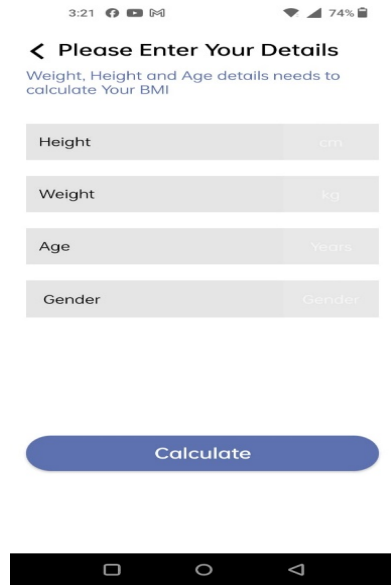 3:21 74%
Please Enter Your Details
Weight, Height and Age details needs to
calculate Your BMI
Height cm
Weight kg
Age Years
Gender Gender
Calculate